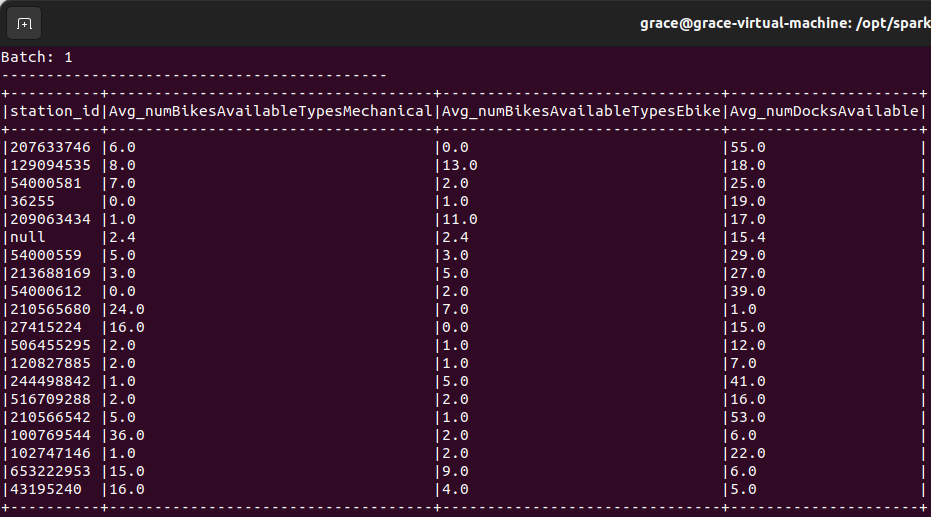 grace@grace-virtual-machine: /opt/spark
Batch: 1
-------------------------------------------
+----------+------------------------------------+-------------------------------+---------------------+
|station_id|Avg_numBikesAvailableTypesMechanical|Avg_numBikesAvailableTypesEbike|Avg_numDocksAvailable|
+----------+------------------------------------+-------------------------------+---------------------+
|207633746 |6.0                                 |0.0                            |55.0                 |
|129094535 |8.0                                 |13.0                           |18.0                 |
|54000581  |7.0                                 |2.0                            |25.0                 |
|36255     |0.0                                 |1.0                            |19.0                 |
|209063434 |1.0                                 |11.0                           |17.0                 |
|null      |2.4                                 |2.4                            |15.4                 |
|54000559  |5.0                                 |3.0                            |29.0                 |
|213688169 |3.0                                 |5.0                            |27.0                 |
|54000612  |0.0                                 |2.0                            |39.0                 |
|210565680 |24.0                                |7.0                            |1.0                  |
|27415224  |16.0                                |0.0                            |15.0                 |
|506455295 |2.0                                 |1.0                            |12.0                 |
|120827885 |2.0                                 |1.0                            |7.0                  |
|244498842 |1.0                                 |5.0                            |41.0                 |
|516709288 |2.0                                 |2.0                            |16.0                 |
|210566542 |5.0                                 |1.0                            |53.0                 |
|100769544 |36.0                                |2.0                            |6.0                  |
|102747146 |1.0                                 |2.0                            |22.0                 |
|653222953 |15.0                                |9.0                            |6.0                  |
|43195240  |16.0                                |4.0                            |5.0                  |
+----------+------------------------------------+-------------------------------+---------------------+